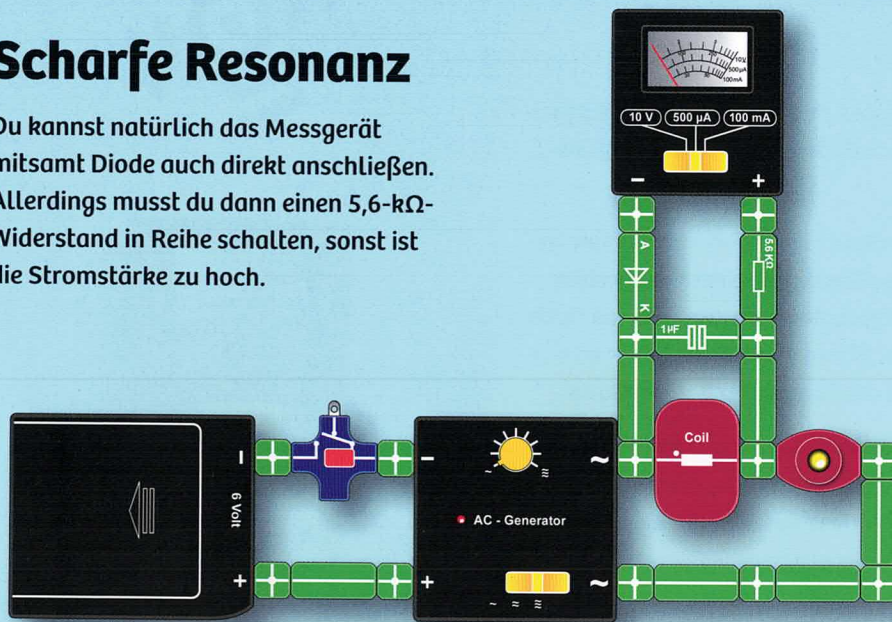 Scharfe Resonanz
Du kannst natürlich das Messgerät
mitsamt Diode auch direkt anschließen.
Allerdings musst du dann einen 5,6-kΩ-
Widerstand in Reihe schalten, sonst ist
die Stromstärke zu hoch.
10V
500µA
100mA
10 V 500 µA 100 mA
− +
A
K
5,6KΩ
1µF
Coil
−
6 Volt
+
− ~
~ ≋
AC - Generator
+ ~
~ ≈ ≋